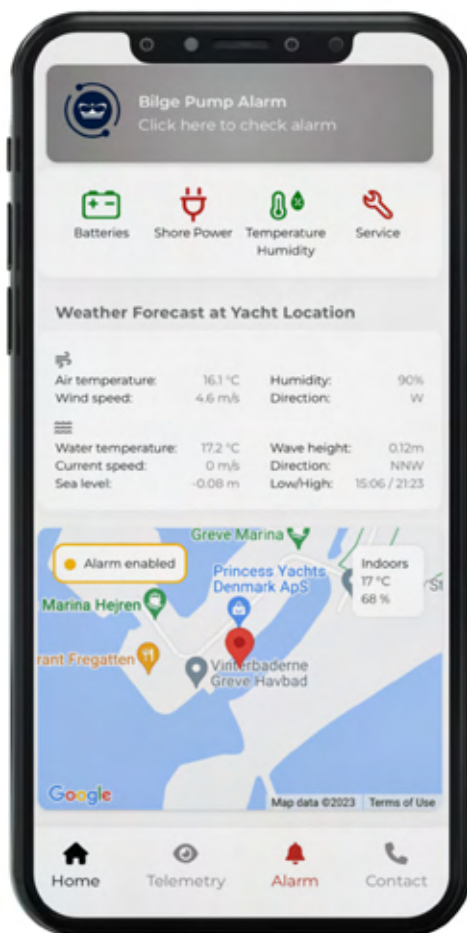 Bilge Pump Alarm
Click here to check alarm
Batteries
Shore Power
Temperature
Humidity
Service
Weather Forecast at Yacht Location
Air temperature: 16.1 °C Humidity: 90%
Wind speed: 4.6 m/s Direction: W
Water temperature: 17.2 °C Wave height: 0.12m
Current speed: 0 m/s Direction: NNW
Sea level: -0.08 m Low/High: 15:06 / 21:23
Greve Marina
Alarm enabled
Indoors
17 °C
68 %
Princess Yachts
Denmark ApS
St
Marina Hejren
rant Fregatten
Vinterbaderne
Greve Havbad
Google
Map data ©2023 Terms of Use
Home
Telemetry
Alarm
Contact